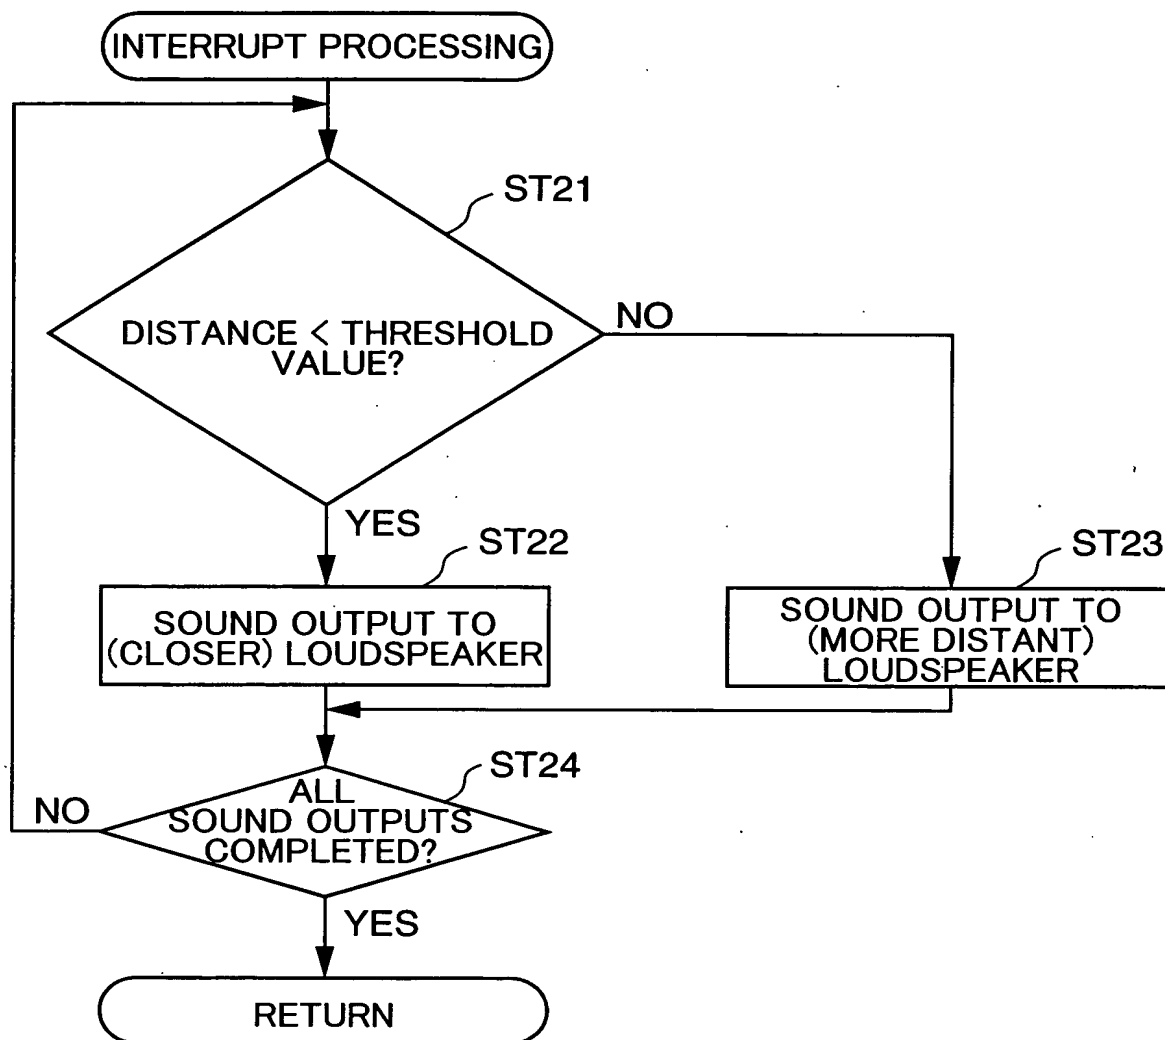 INTERRUPT PROCESSING
ST21
DISTANCE < THRESHOLD
VALUE?
NO
YES
ST22
ST23
SOUND OUTPUT TO
(CLOSER) LOUDSPEAKER
SOUND OUTPUT TO
(MORE DISTANT)
LOUDSPEAKER
ST24
ALL
SOUND OUTPUTS
COMPLETED?
NO
YES
RETURN